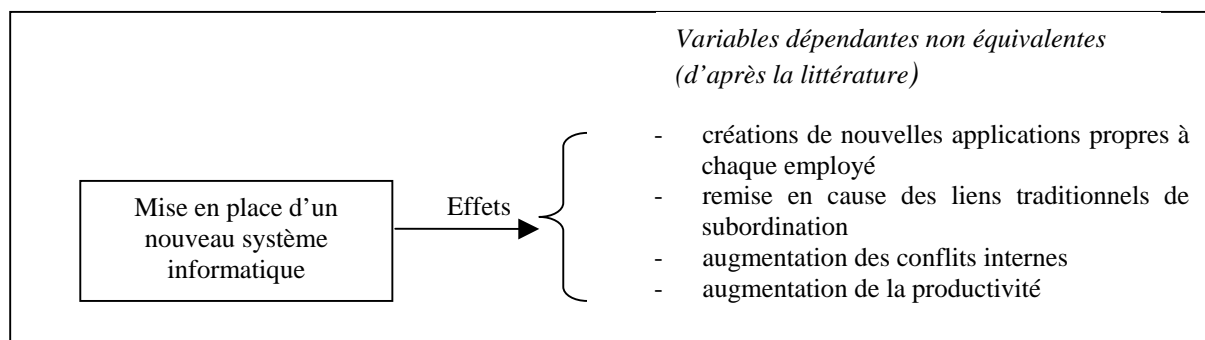 Variables dépendantes non équivalentes
(d'après la littérature)
- créations de nouvelles applications propres à
chaque employé
- remise en cause des liens traditionnels de
subordination
- augmentation des conflits internes
- augmentation de la productivité
Mise en place d'un
nouveau système
informatique
Effets